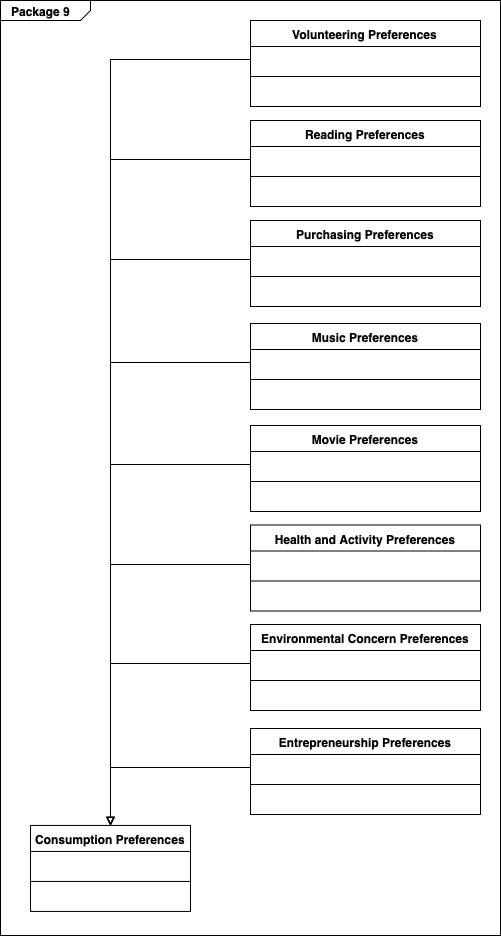 Package 9
Volunteering Preferences
Reading Preferences
Purchasing Preferences
Music Preferences
Movie Preferences
Health and Activity Preferences
Environmental Concern Preferences
Entrepreneurship Preferences
Consumption Preferences